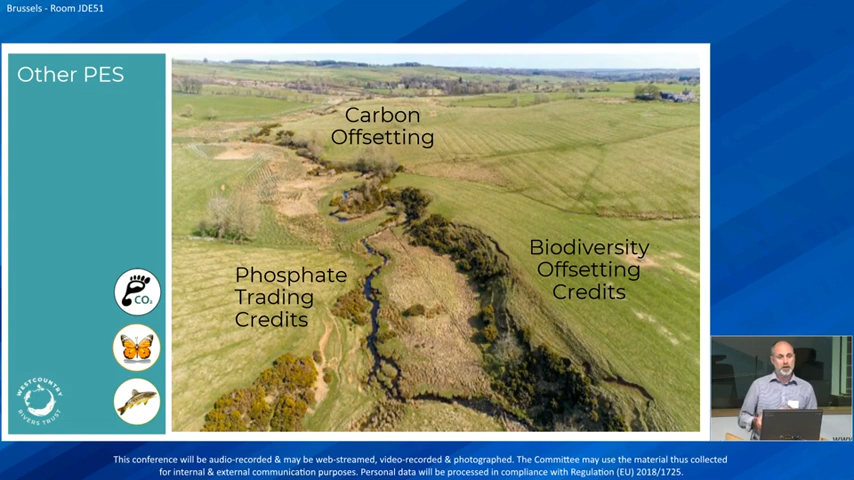 Brussels - Room JDE51
Other PES
Carbon
Offsetting
Biodiversity
Offsetting
Credits
Phosphate
Trading
Credits
CO₂
WESTCOUNTRY
RIVERS TRUST
This conference will be audio-recorded & may be web-streamed, video-recorded & photographed. The Committee may use the material thus collected
for internal & external communication purposes. Personal data will be processed in compliance with Regulation (EU) 2018/1725.